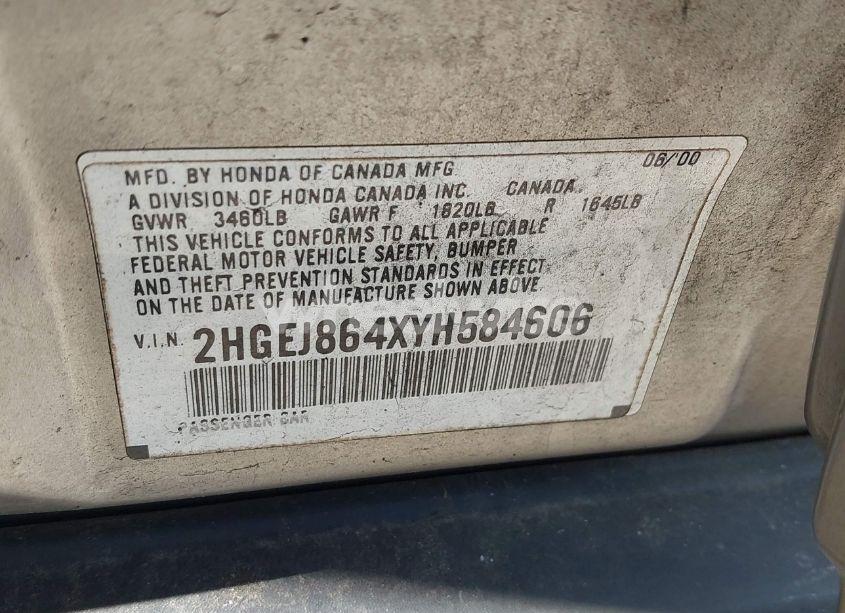 MFD. BY HONDA OF CANADA MFG 06/'00
A DIVISION OF HONDA CANADA INC. CANADA.
GVWR 3460LB GAWR F 1820LB R 1645LB
THIS VEHICLE CONFORMS TO ALL APPLICABLE
FEDERAL MOTOR VEHICLE SAFETY, BUMPER
AND THEFT PREVENTION STANDARDS IN EFFECT
ON THE DATE OF MANUFACTURE SHOWN ABOVE.
V.I.N. 2HGEJ864XYH584606
PASSENGER CAR